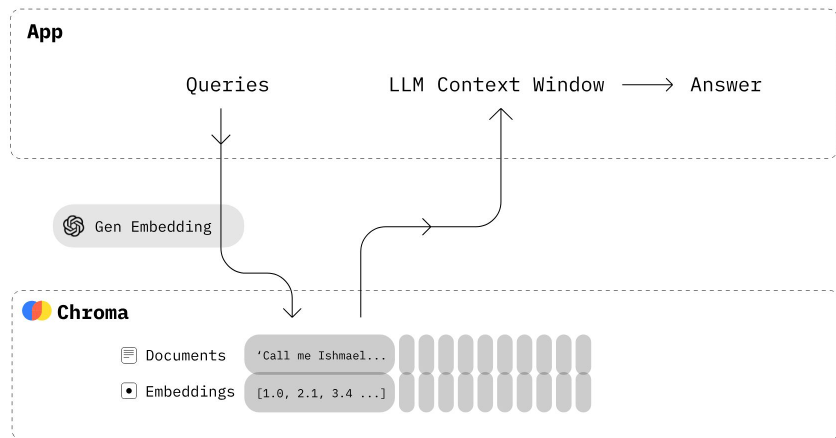 App
Queries
LLM Context Window
Answer
Gen Embedding
Chroma
Documents
‘Call me Ishmael...
Embeddings
[1.0, 2.1, 3.4 ...]